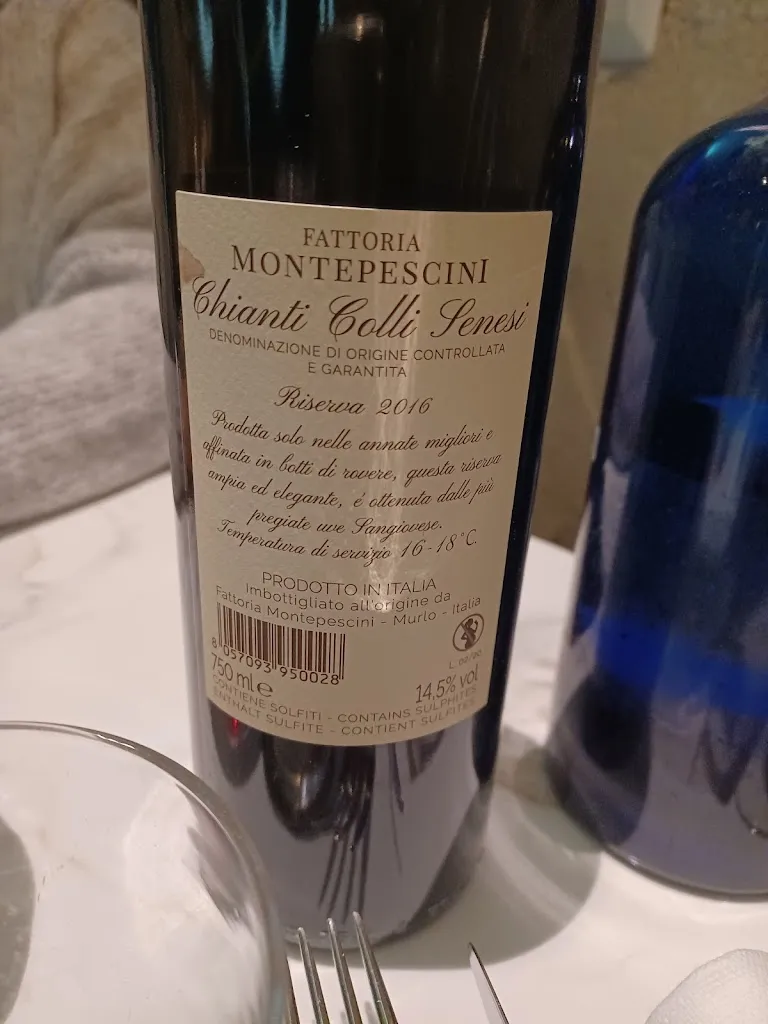 FATTORIA
MONTEPESCINI
Chianti Colli Senesi
DENOMINAZIONE DI ORIGINE CONTROLLATA
E GARANTITA
Riserva 2016
Prodotta solo nelle annate migliori e
affinata in botti di rovere, questa riserva
ampia ed elegante, é ottenuta dalle più
pregiate uve Sangiovese.
Temperatura di servizio 16-18°C.
PRODOTTO IN ITALIA
Imbottigliato all'origine da
Fattoria Montepescini - Murlo - Italia
8 057093 950028
L. 02/20
750 ml e
14,5% vol
CONTIENE SOLFITI - CONTAINS SULPHITES
ENTHALT SULFITE - CONTIENT SULFITES